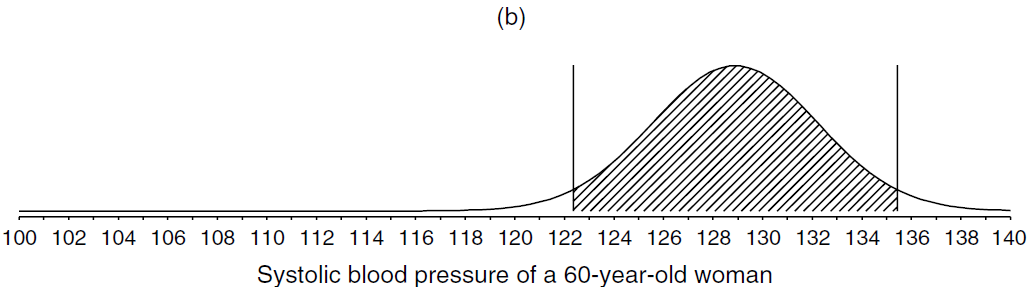 (b)
100 102 104 106 108 110 112 114 116 118 120 122 124 126 128 130 132 134 136 138 140
Systolic blood pressure of a 60-year-old woman